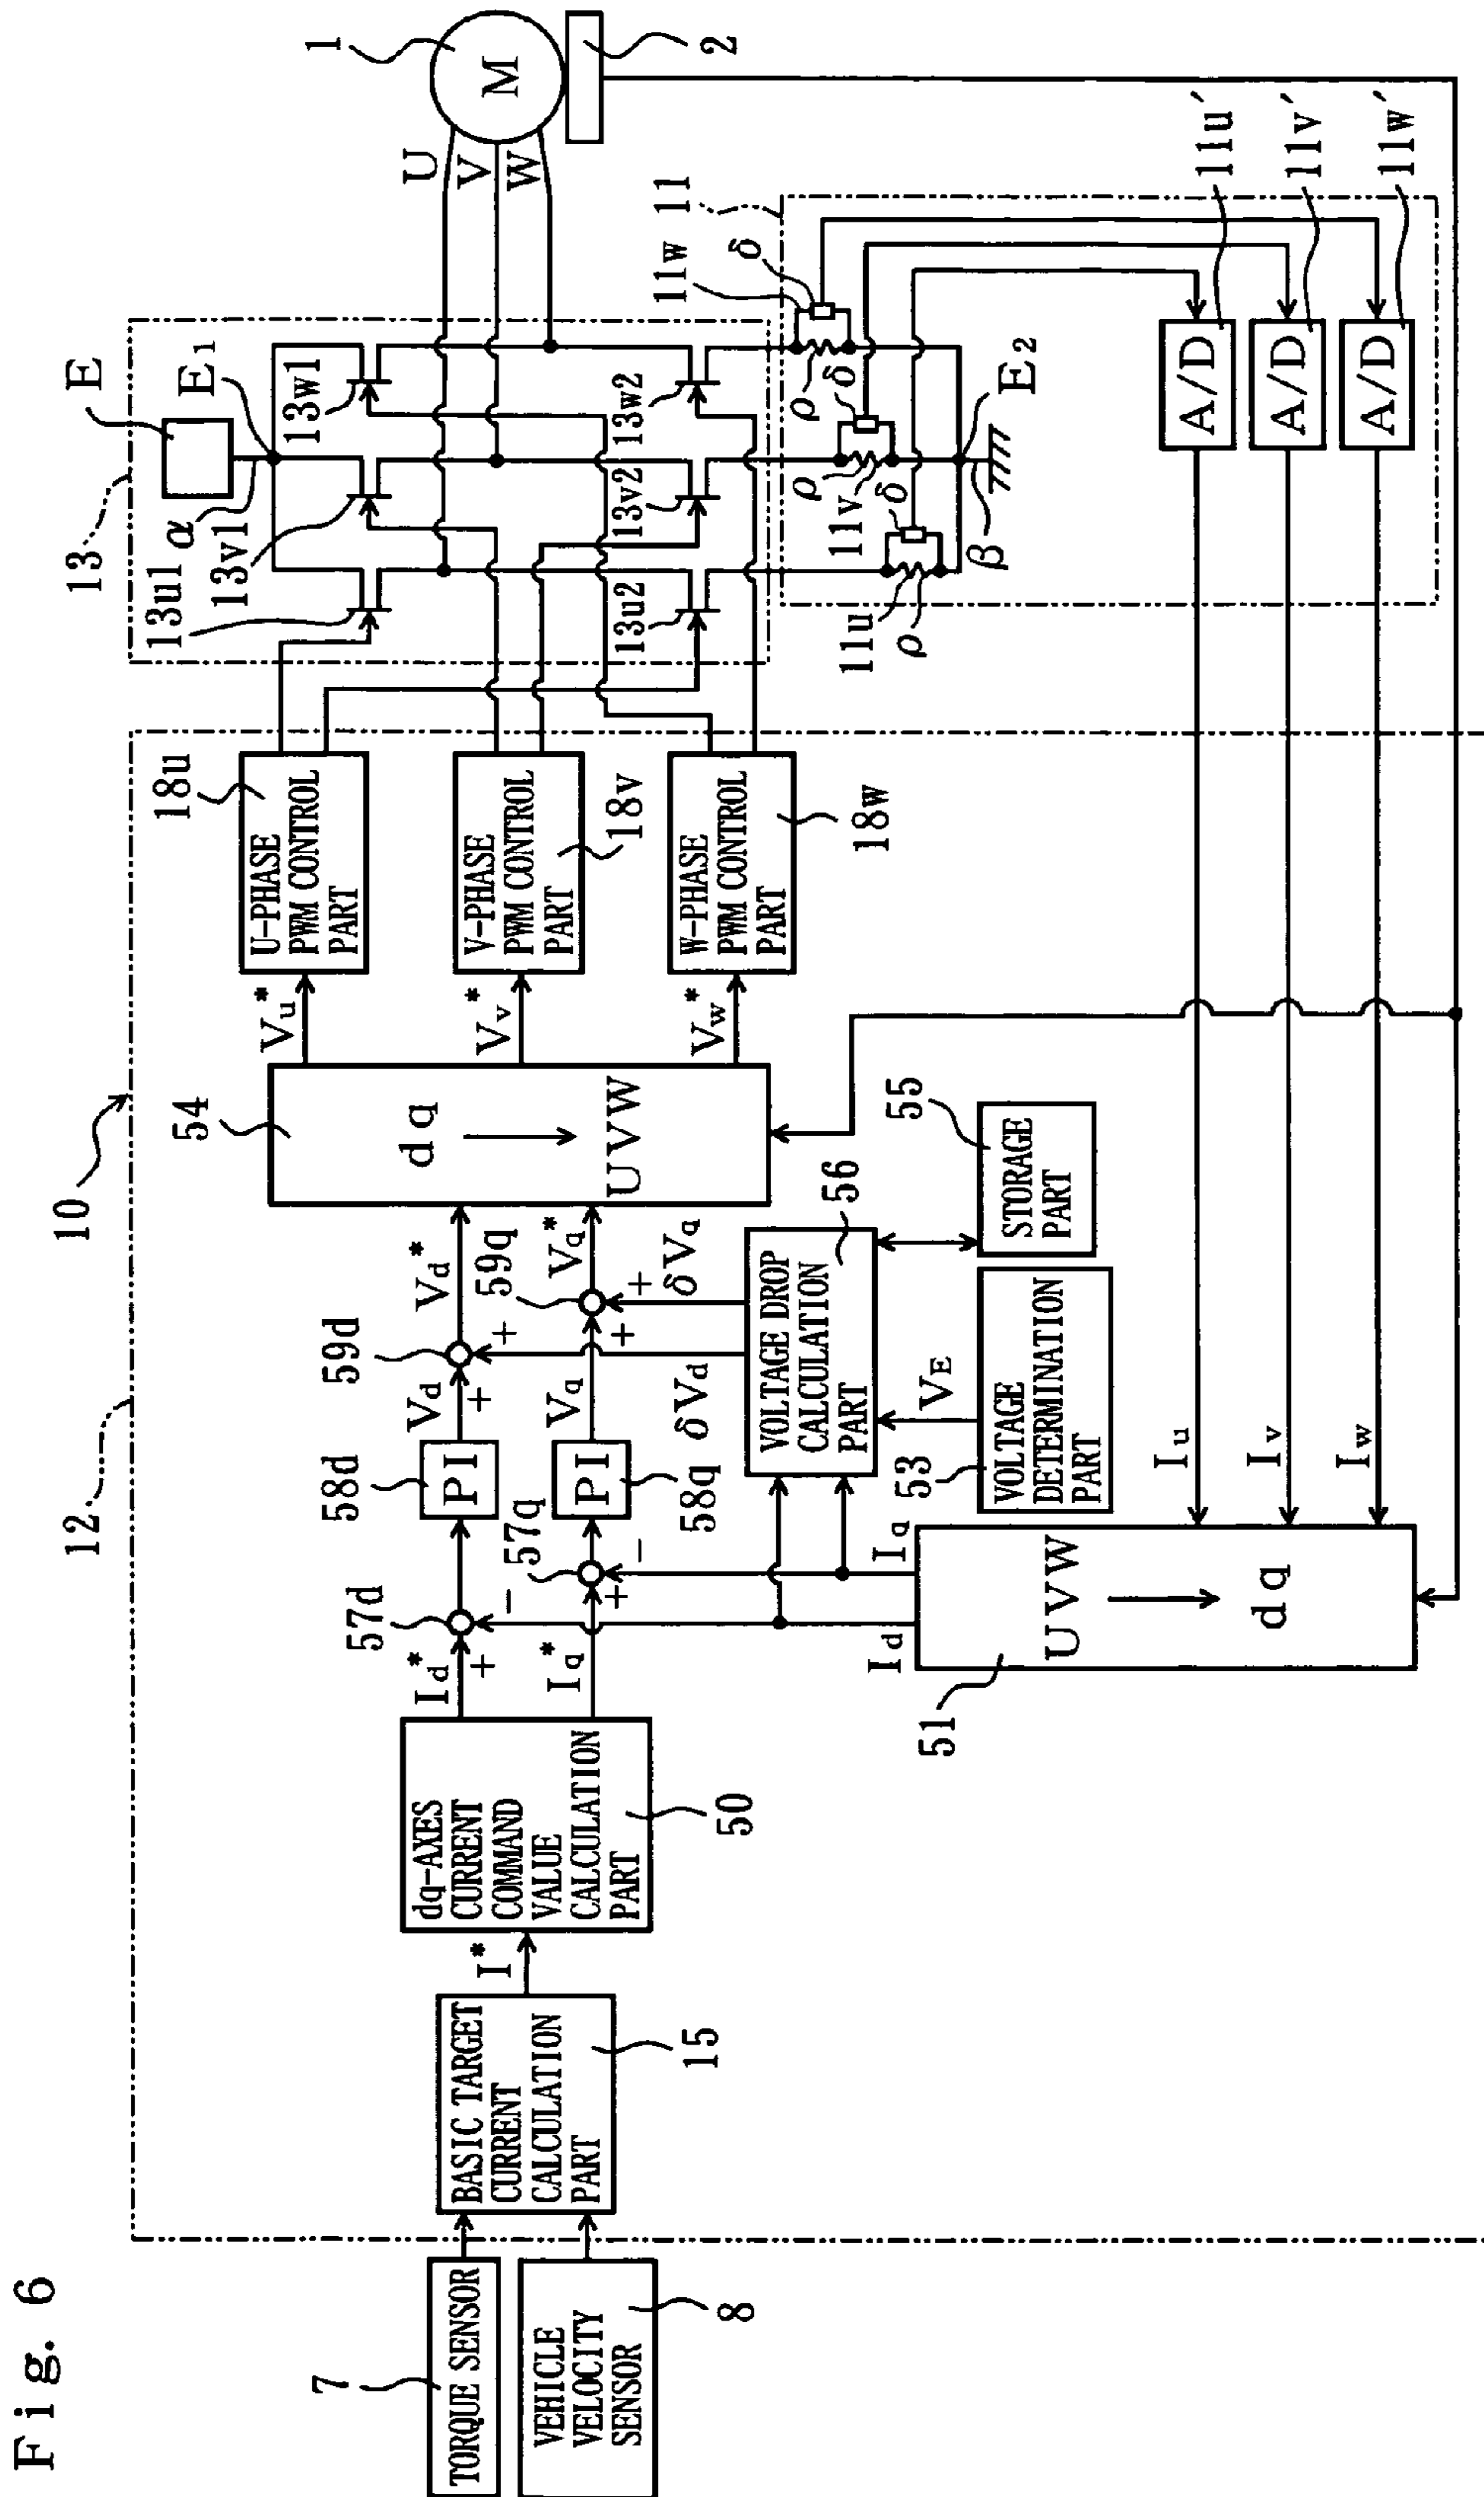 Fig. 6
10
12
13
E
α
E₁
13u1
13v1
13w1
13u2
13v2
13w2
U
V
W
M
1
2
7
TORQUE SENSOR
VEHICLE
VELOCITY
SENSOR
8
BASIC TARGET
CURRENT
CALCULATION
PART
15
I*
dq-AXES
CURRENT
COMMAND
VALUE
CALCULATION
PART
50
Id*
+
−
57d
Iq*
+
−
57q
58d
PI
PI
58q
Vd
+
+
59d
Vq
+
+
59q
Vd*
Vq*
δVd
δVq
54
dq
UVW
Vu*
Vv*
Vw*
18u
U-PHASE
PWM CONTROL
PART
V-PHASE
PWM CONTROL
PART
18v
W-PHASE
PWM CONTROL
PART
18w
VOLTAGE DROP
CALCULATION
PART
56
STORAGE
PART
55
VE
53
VOLTAGE
DETERMINATION
PART
Id
Iq
UVW
dq
51
Iu
Iv
Iw
11
11u
ρ
δ
11v
ρ
δ
11w
ρ
δ
β
E₂
A/D
11u′
A/D
11v′
A/D
11w′